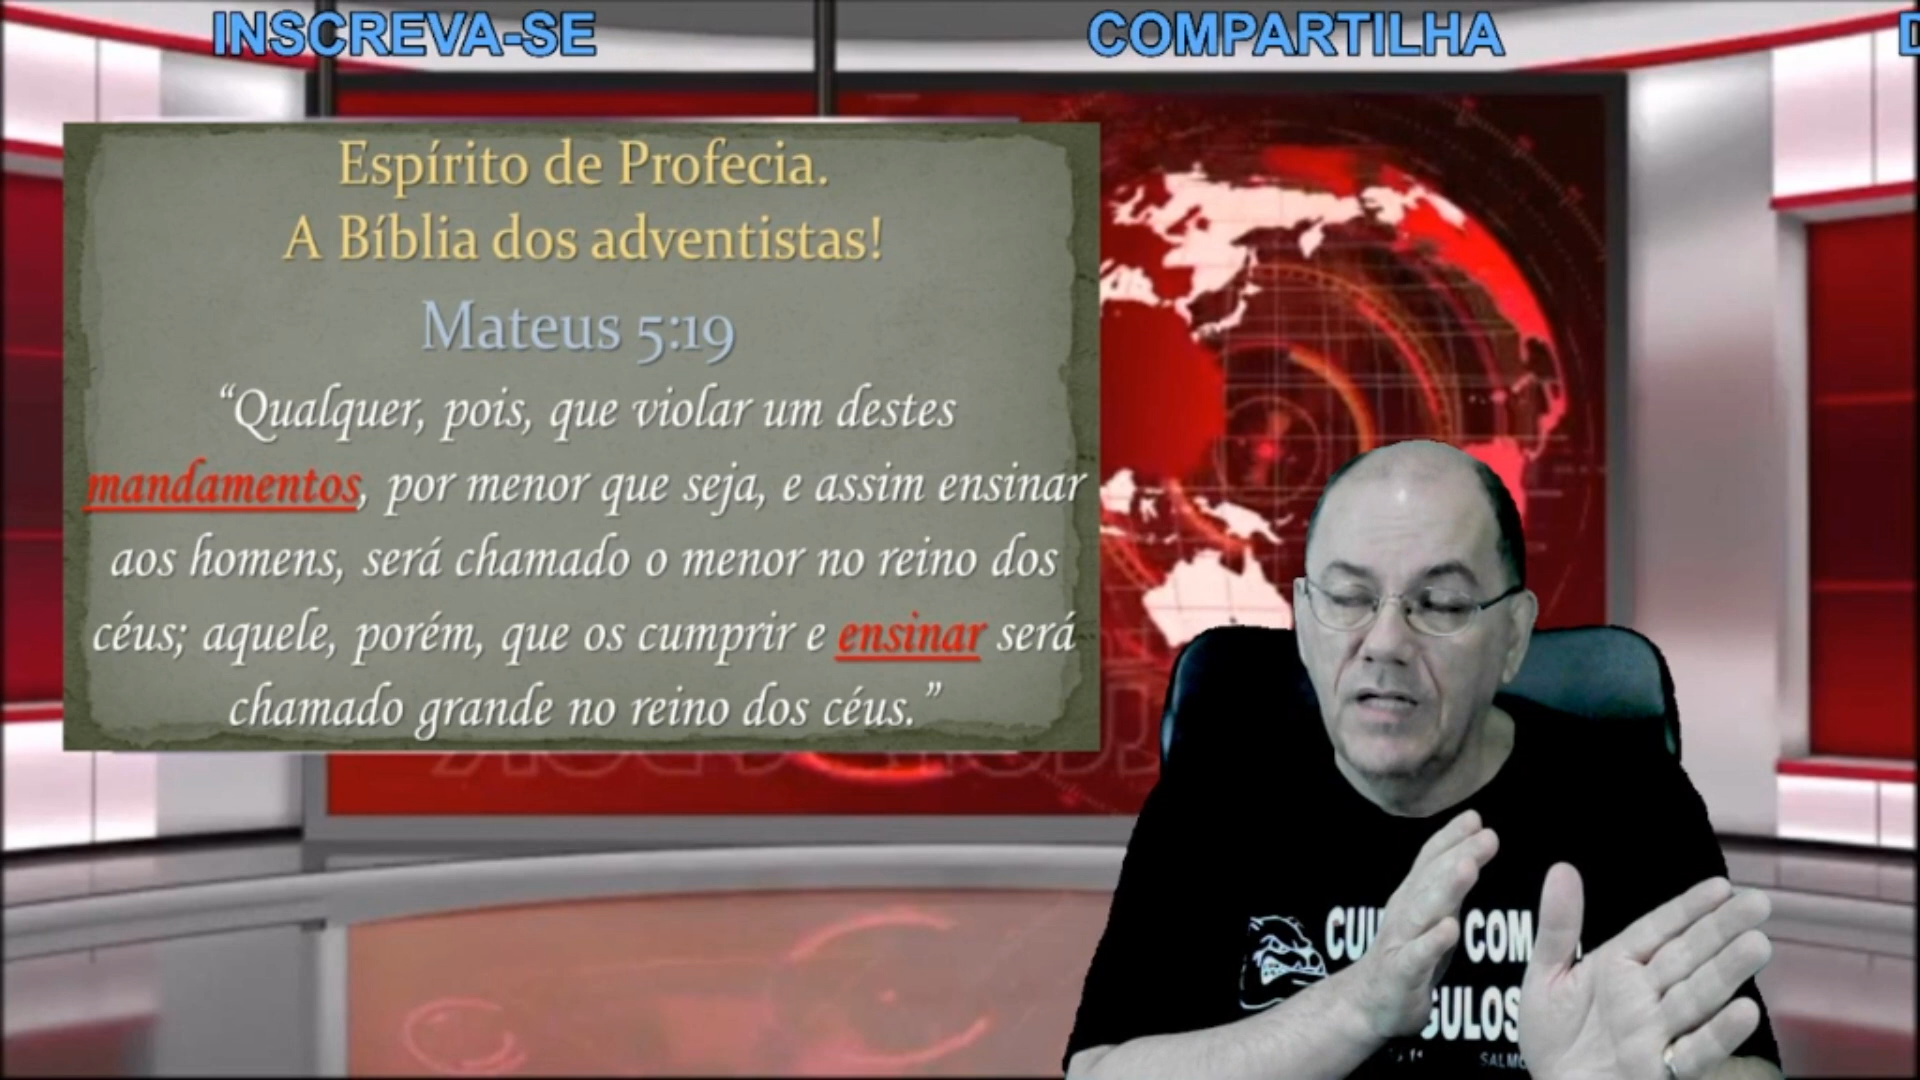 INSCREVA-SE COMPARTILHA
Espírito de Profecia.
A Bíblia dos adventistas!
Mateus 5:19
“Qualquer, pois, que violar um destes
mandamentos, por menor que seja, e assim ensinar
aos homens, será chamado o menor no reino dos
céus; aquele, porém, que os cumprir e ensinar será
chamado grande no reino dos céus.”
COM